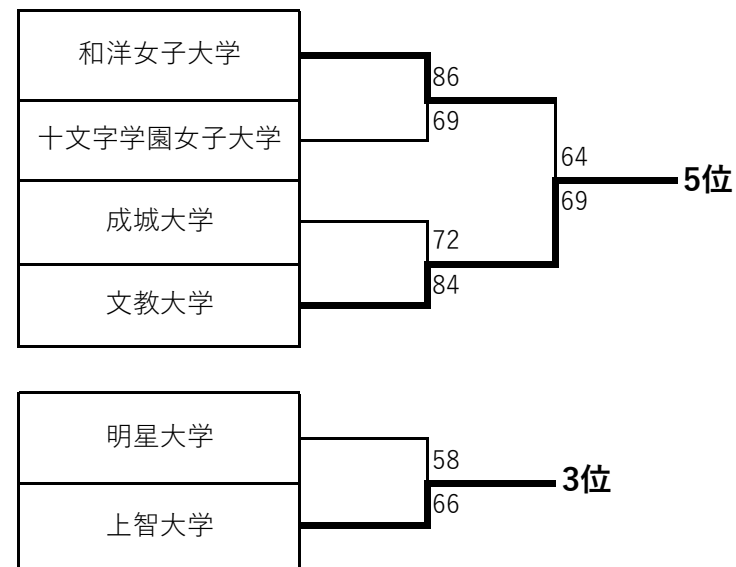 和洋女子大学
86
十文字学園女子大学
69
64
5位
69
成城大学
72
文教大学
84
明星大学
58
3位
上智大学
66